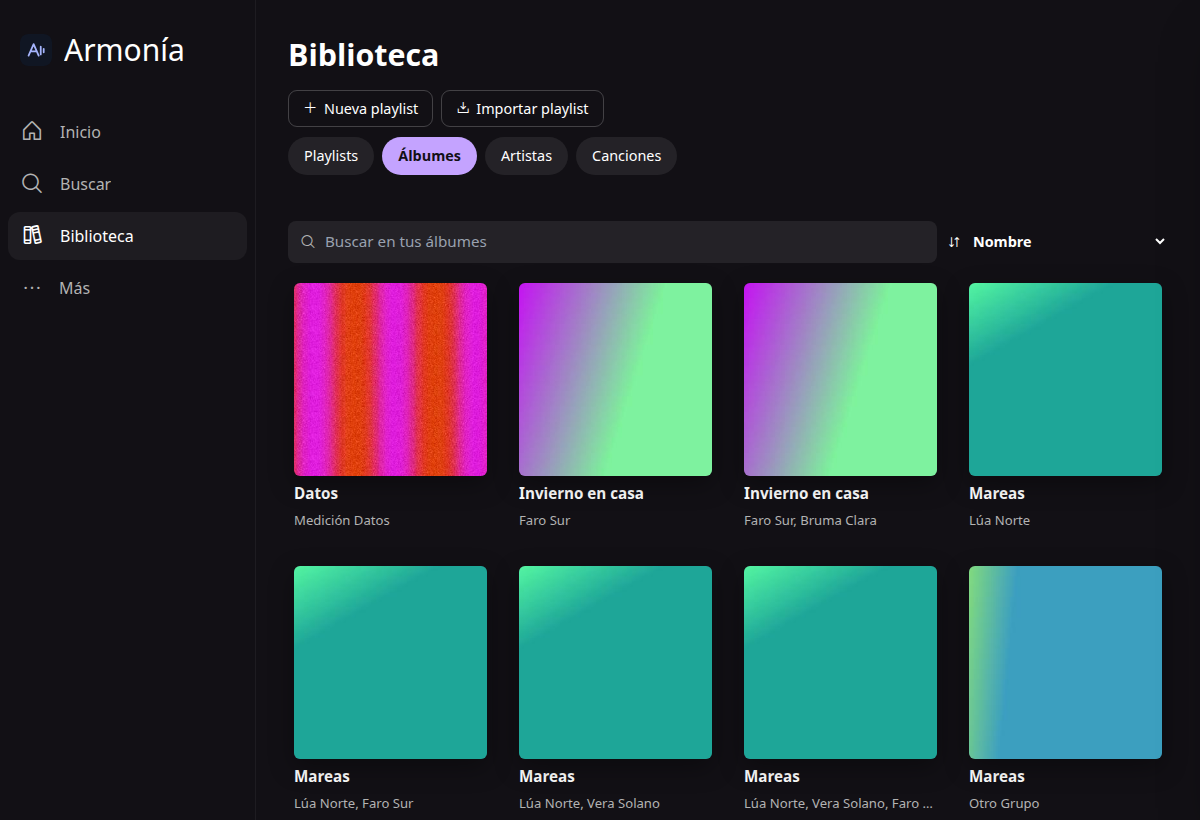 Armonía
Inicio
Buscar
Biblioteca
Más
Biblioteca
Nueva playlist
Importar playlist
Playlists
Álbumes
Artistas
Canciones
Buscar en tus álbumes
Nombre
Datos
Medición Datos
Invierno en casa
Faro Sur
Invierno en casa
Faro Sur, Bruma Clara
Mareas
Lúa Norte
Mareas
Lúa Norte, Faro Sur
Mareas
Lúa Norte, Vera Solano
Mareas
Lúa Norte, Vera Solano, Faro ...
Mareas
Otro Grupo